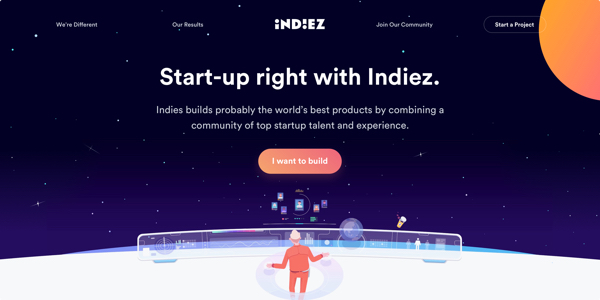 We're Different
Our Results
INDIEZ
Join Our Community
Start a Project
Start-up right with Indiez.
Indies builds probably the world's best products by combining a
community of top startup talent and experience.
I want to build